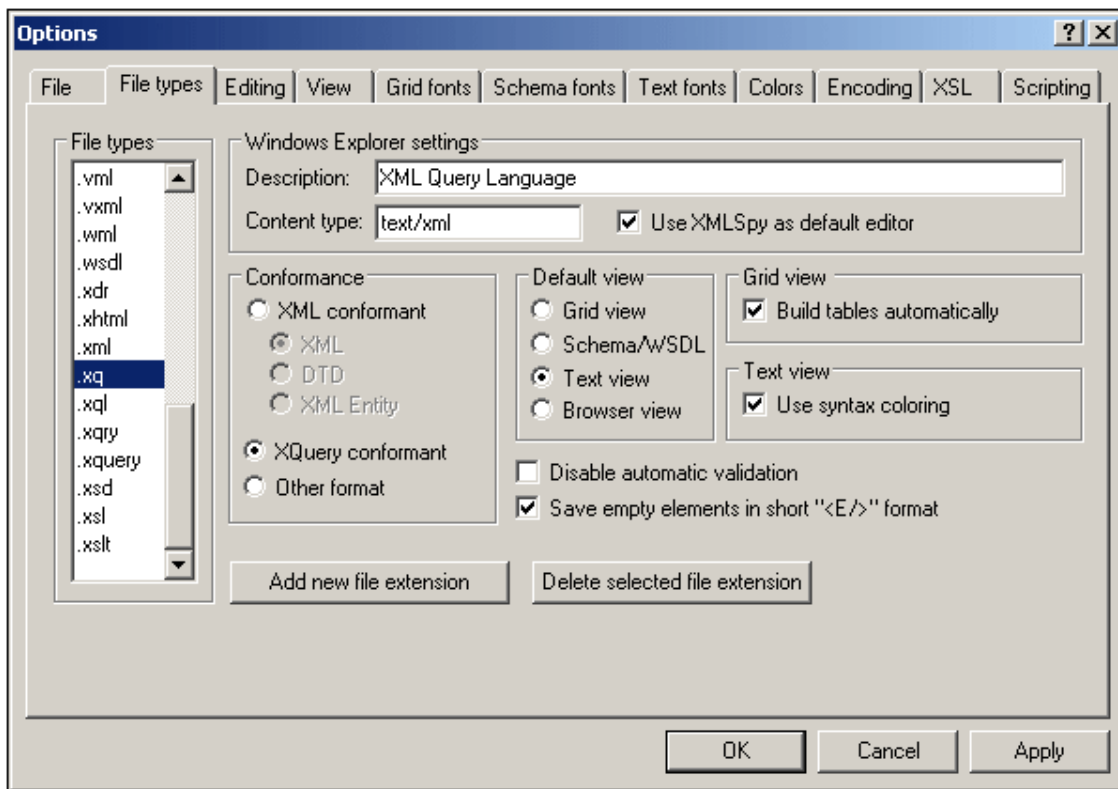 Options
File File types Editing View Grid fonts Schema fonts Text fonts Colors Encoding XSL Scripting
File types
.vml
.vxml
.wml
.wsdl
.xdr
.xhtml
.xml
.xq
.xql
.xqry
.xquery
.xsd
.xsl
.xslt
Windows Explorer settings
Description: XML Query Language
Content type: text/xml Use XMLSpy as default editor
Conformance
XML conformant
XML
DTD
XML Entity
XQuery conformant
Other format
Default view
Grid view
Schema/WSDL
Text view
Browser view
Grid view
Build tables automatically
Text view
Use syntax coloring
Disable automatic validation
Save empty elements in short "<E/>" format
Add new file extension Delete selected file extension
OK Cancel Apply